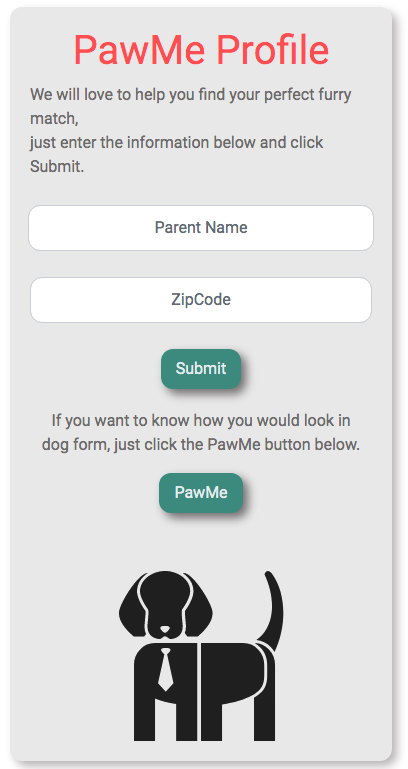 PawMe Profile
We will love to help you find your perfect furry
match,
just enter the information below and click
Submit.
Parent Name
ZipCode
Submit
If you want to know how you would look in
dog form, just click the PawMe button below.
PawMe